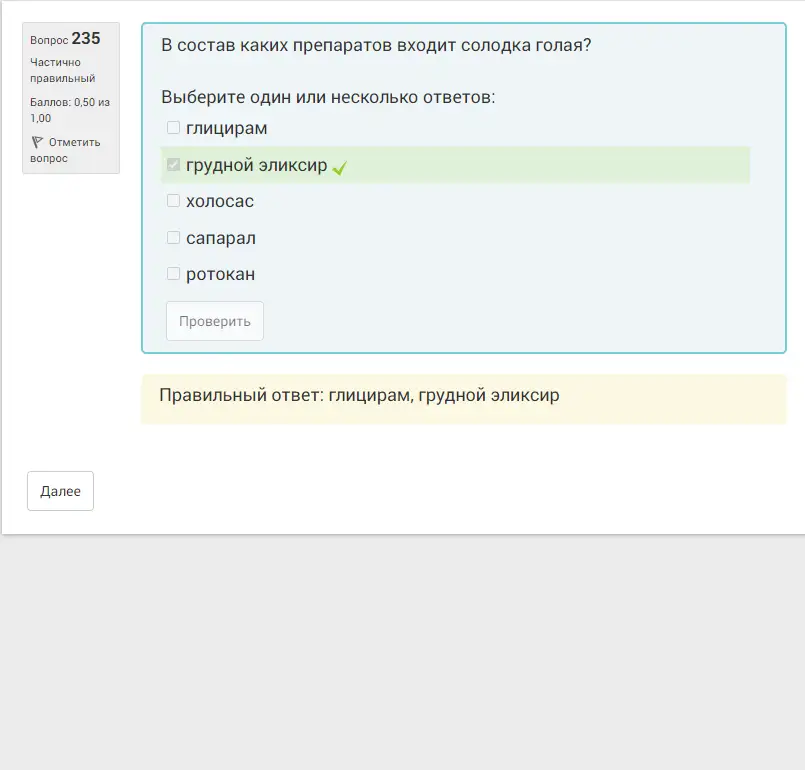 Вопрос 235
Частично
правильный
Баллов: 0,50 из
1,00
Отметить
вопрос
В состав каких препаратов входит солодка голая?
Выберите один или несколько ответов:
глицирам
грудной эликсир
холосас
сапарал
ротокан
Проверить
Правильный ответ: глицирам, грудной эликсир
Далее